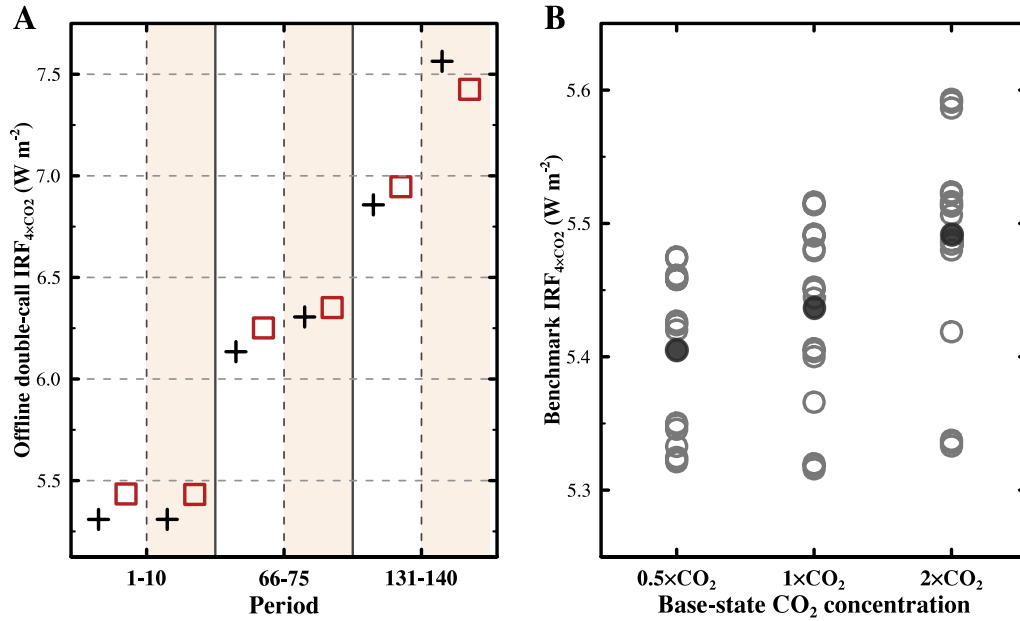 A
Offline double-call IRF4×CO2 (W m-2)
7.5
7.0
6.5
6.0
5.5
1-10
66-75
131-140
Period
B
Benchmark IRF4×CO2 (W m-2)
5.6
5.5
5.4
5.3
0.5×CO2
1×CO2
2×CO2
Base-state CO2 concentration